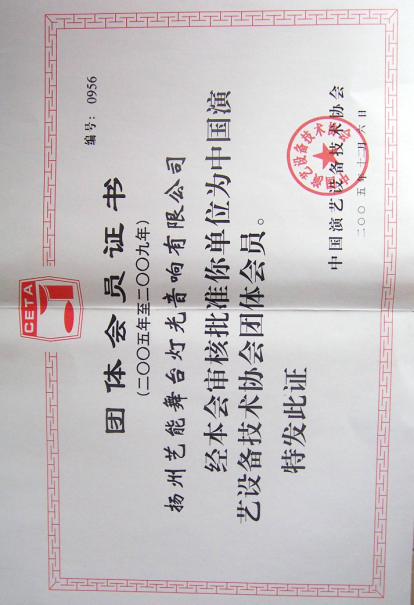 CETA
编号：0956
团体会员证书
(二〇〇五年至二〇〇九年)
扬州艺能舞台灯光音响有限公司
经本会审核批准你单位为中国演
艺设备技术协会团体会员。
特发此证
中国演艺设备技术协会
二〇〇五年十月六日